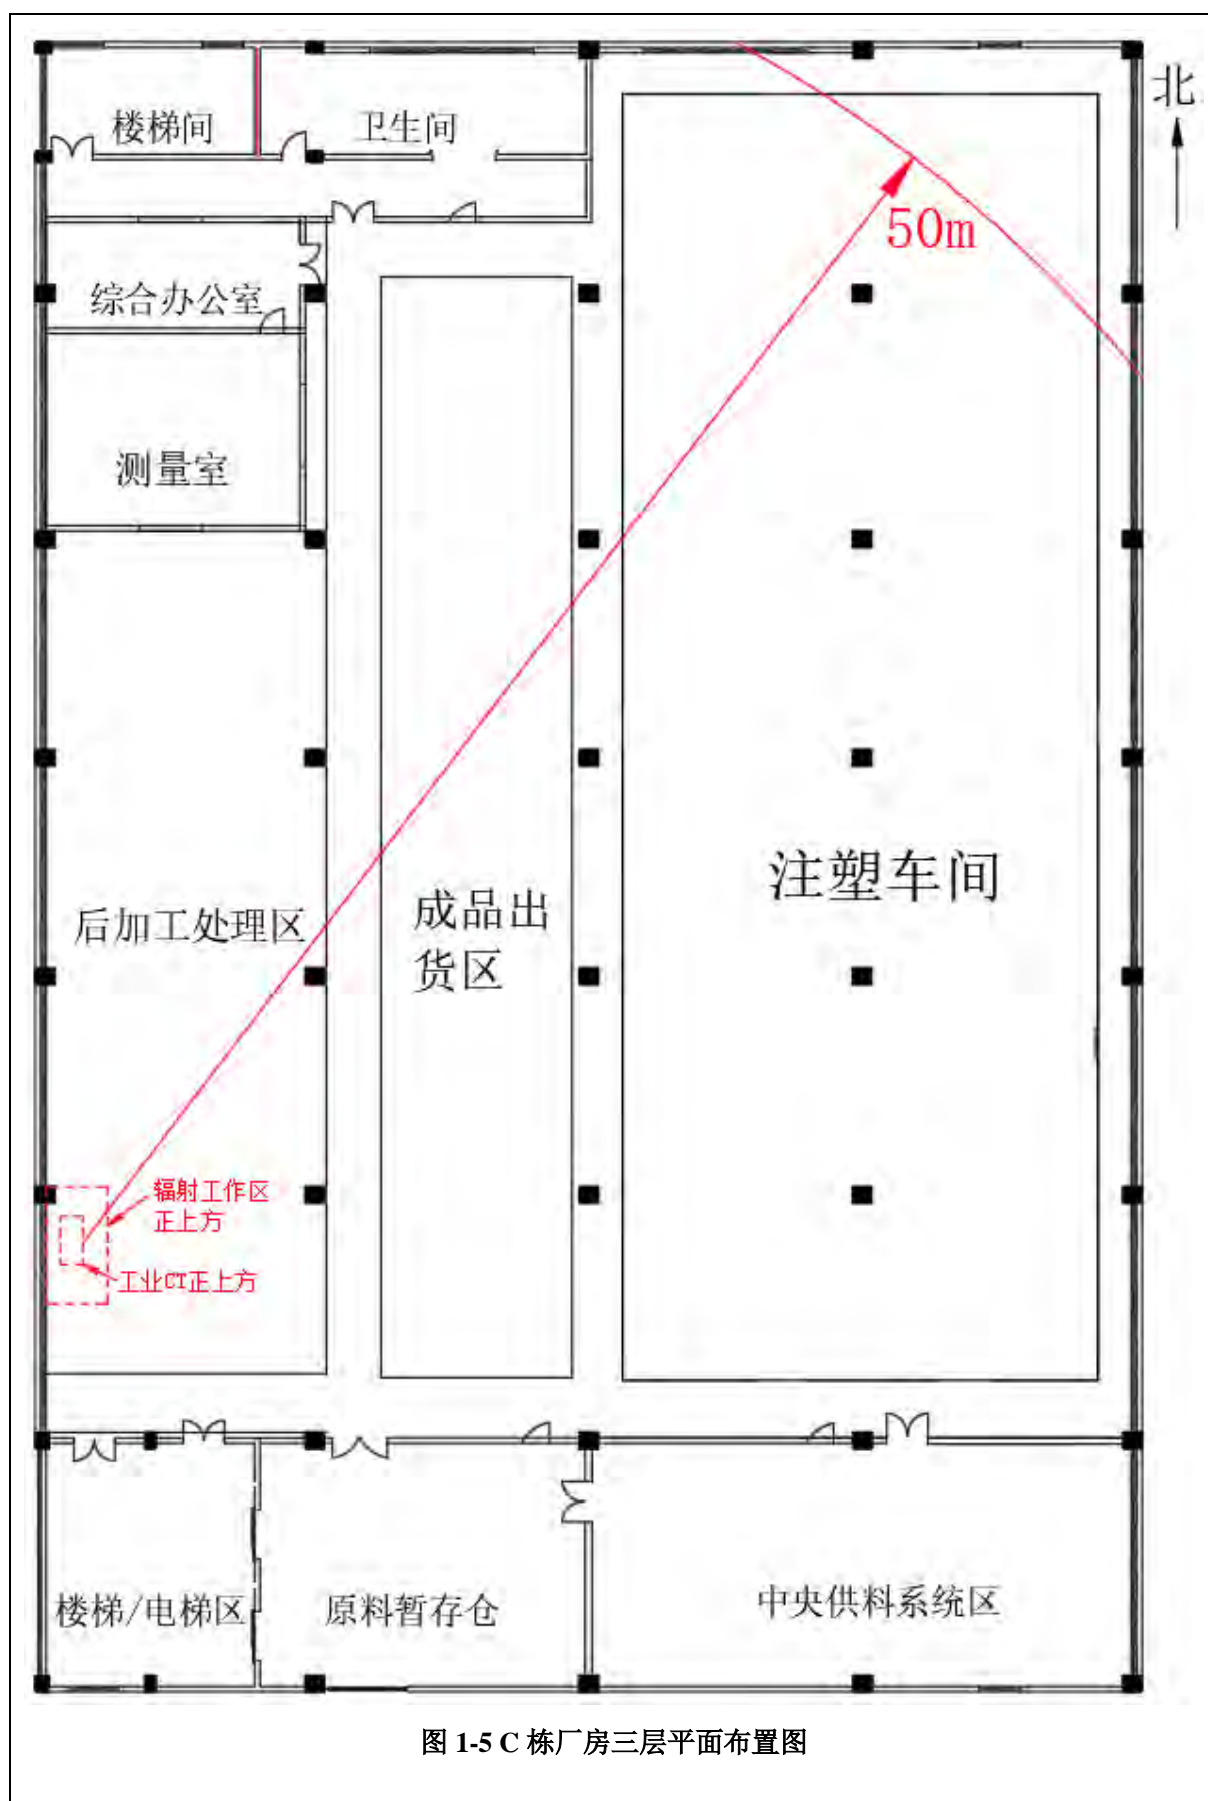 北
楼梯间
卫生间
50m
综合办公室
测量室
注塑车间
成品出
货区
后加工处理区
辐射工作区
正上方
工业CT正上方
楼梯/电梯区
原料暂存仓
中央供料系统区
图 1-5 C 栋厂房三层平面布置图